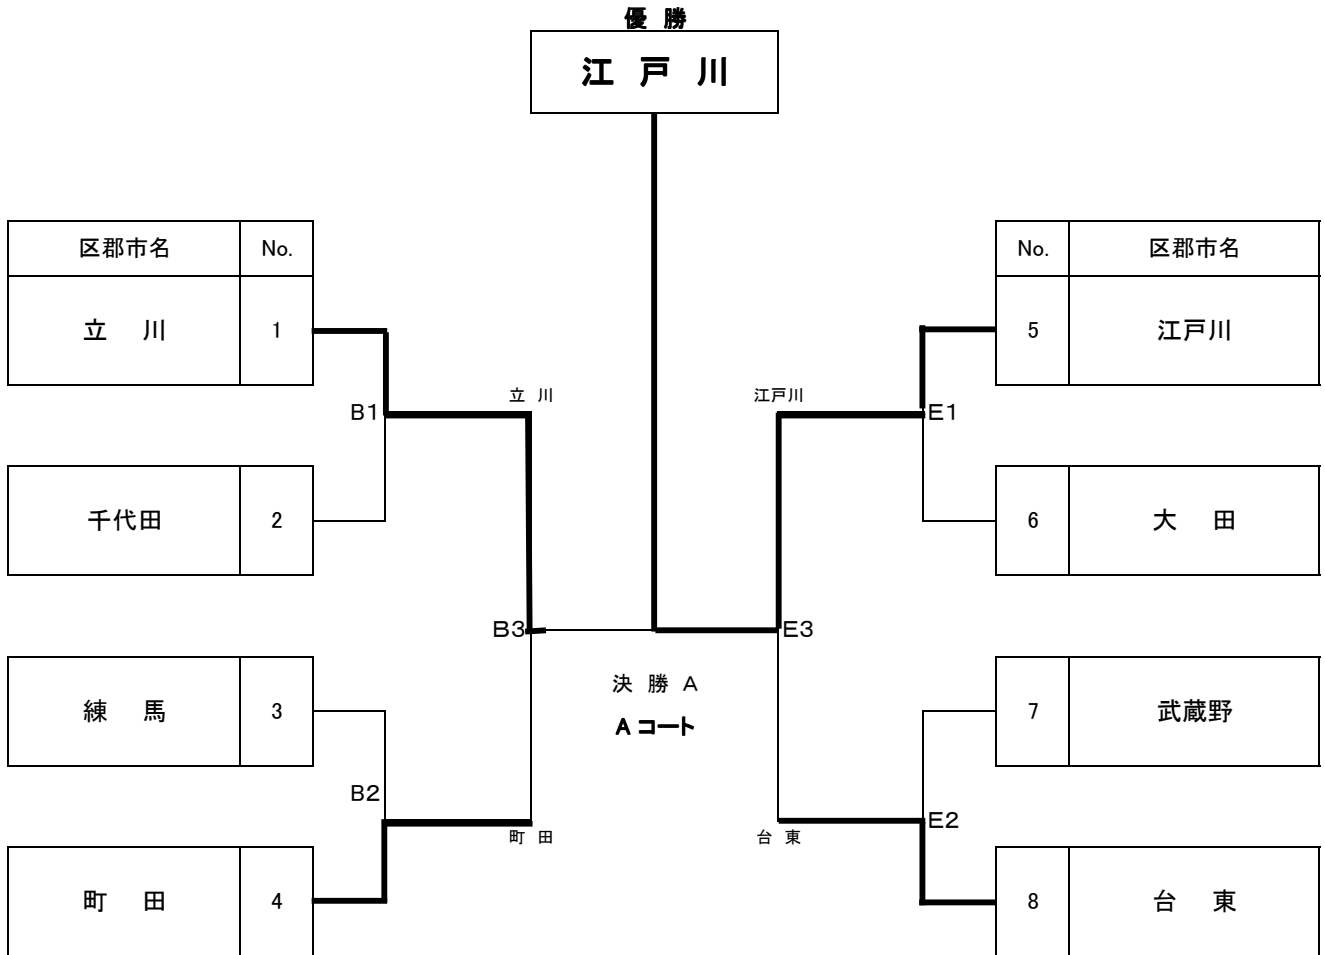 優 勝
江 戸 川
区郡市名 No.
No. 区郡市名
立 川 1
5 江戸川
立 川
江戸川
B1
E1
千代田 2
6 大 田
B3
E3
決 勝 A
A コート
練 馬 3
7 武蔵野
B2
E2
町 田
台 東
町 田 4
8 台 東